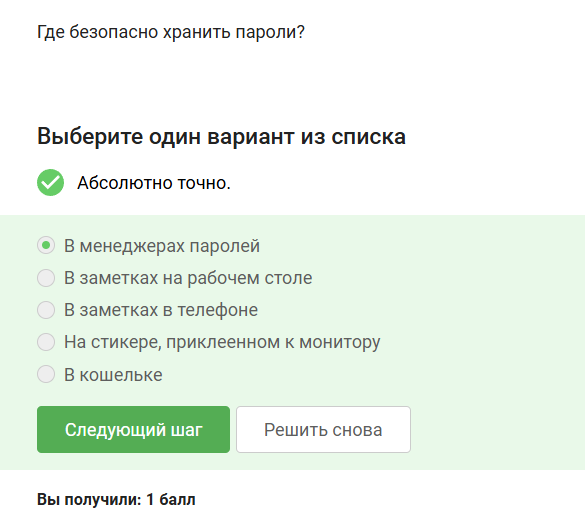 Где безопасно хранить пароли?
Выберите один вариант из списка
Абсолютно точно.
В менеджерах паролей
В заметках на рабочем столе
В заметках в телефоне
На стикере, приклеенном к монитору
В кошельке
Следующий шаг Решить снова
Вы получили: 1 балл